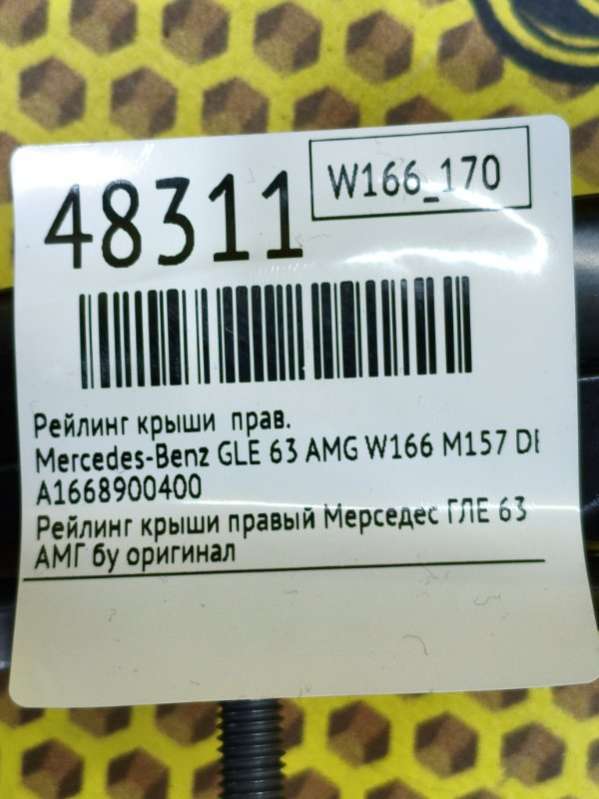 48311
W166_170
Рейлинг крыши прав.
Mercedes-Benz GLE 63 AMG W166 M157
A1668900400
Рейлинг крыши правый Мерседес ГЛЕ 63
АМГ бу оригинал